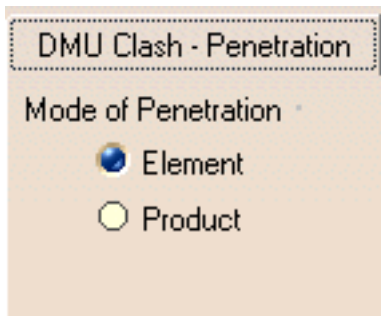 DMU Clash - Penetration
Mode of Penetration
Element
Product